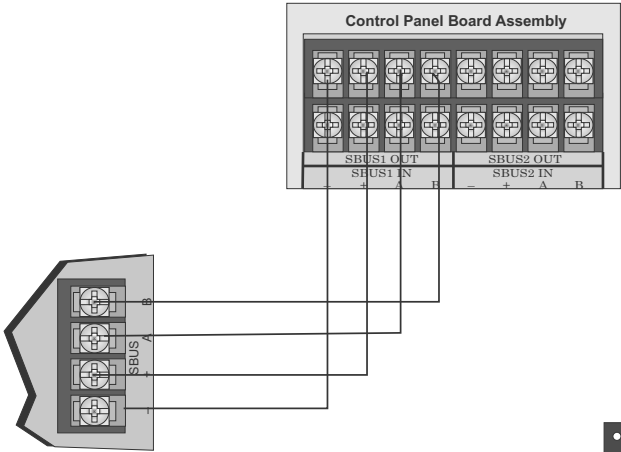 Control Panel Board Assembly
SBUS1 OUT SBUS2 OUT
SBUS1 IN SBUS2 IN
– + A B – + A B
B
A
SBUS
+
–